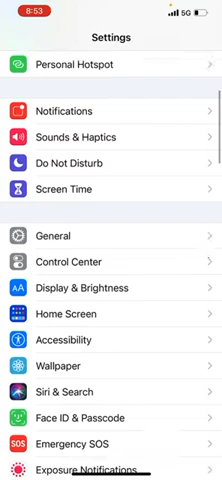 8:53
5G
Settings
Personal Hotspot
Notifications
Sounds & Haptics
Do Not Disturb
Screen Time
General
Control Center
AA
Display & Brightness
Home Screen
Accessibility
Wallpaper
Siri & Search
Face ID & Passcode
SOS
Emergency SOS
Exposure Notifications